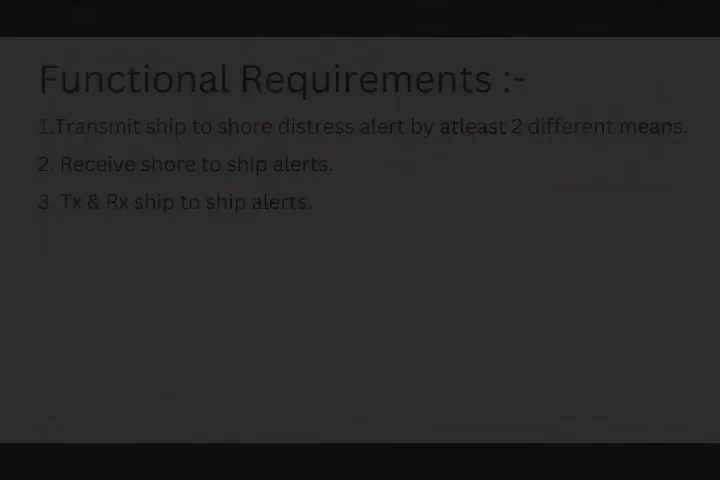 Functional Requirements :-
1.Transmit ship to shore distress alert by atleast 2 different means.
2. Receive shore to ship alerts.
3. Tx & Rx ship to ship alerts.